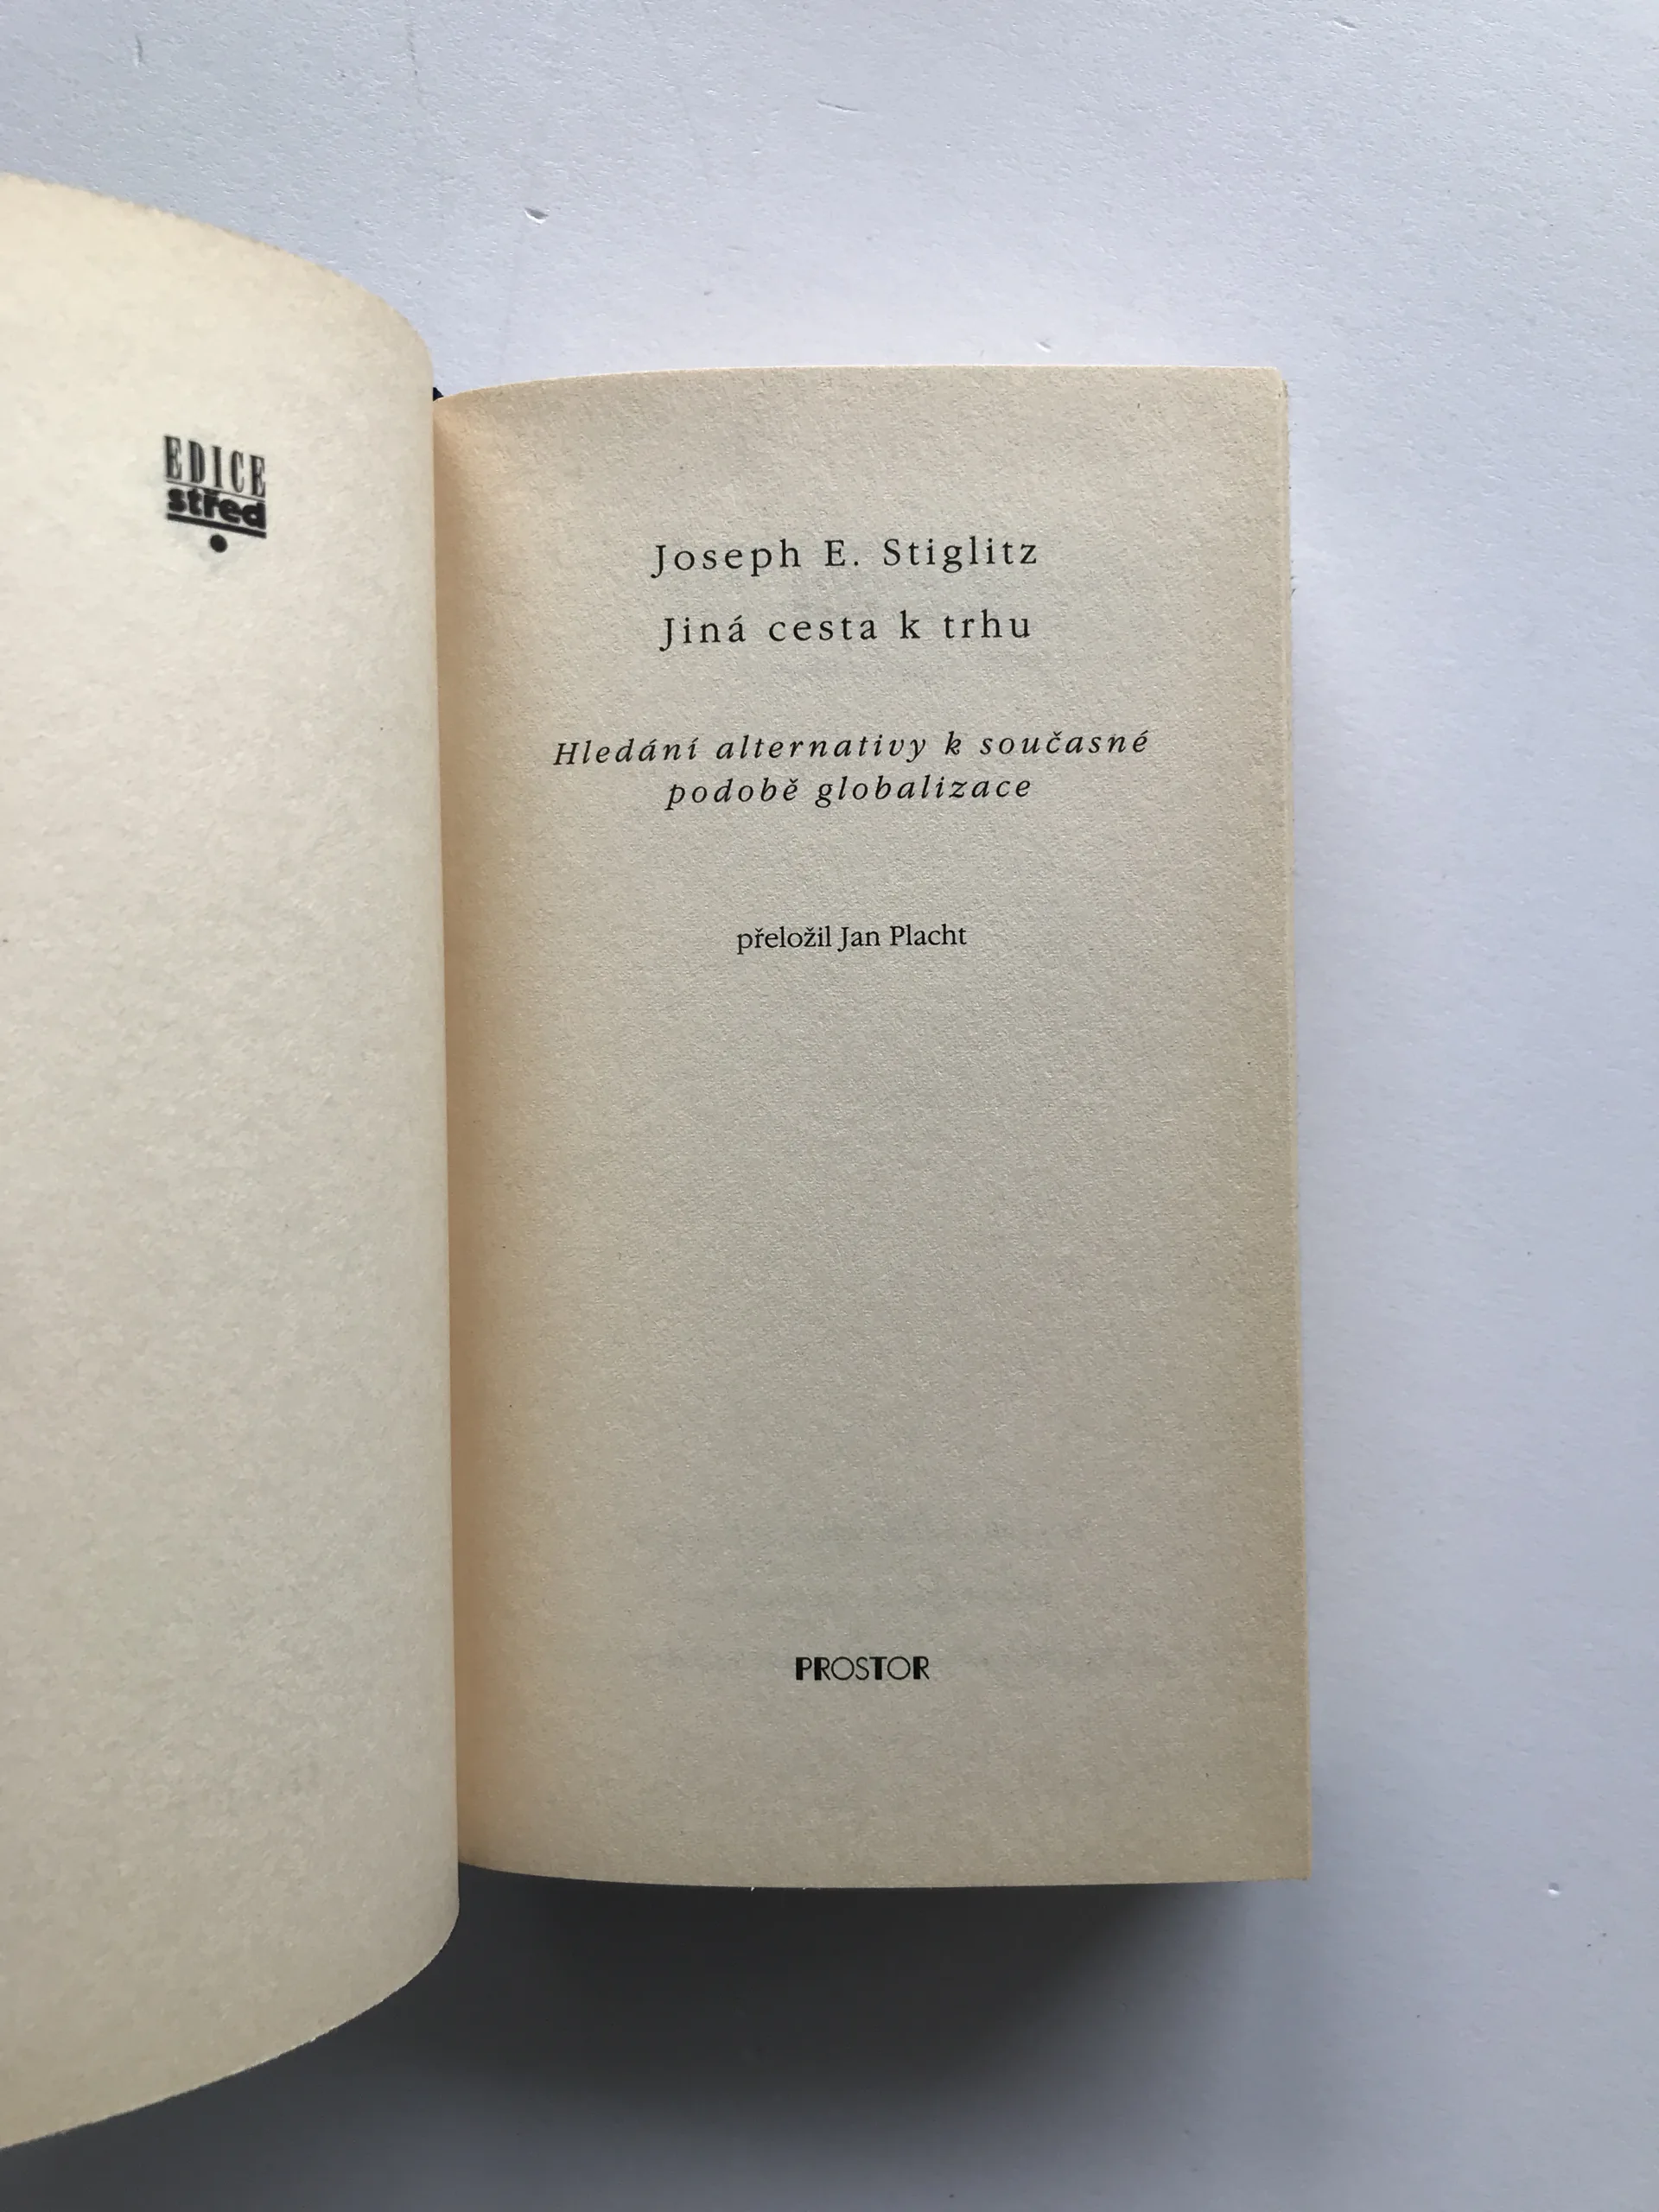 EDICE
střed
Joseph E. Stiglitz
Jiná cesta k trhu
Hledání alternativy k současné
podobě globalizace
přeložil Jan Placht
PROSTOR